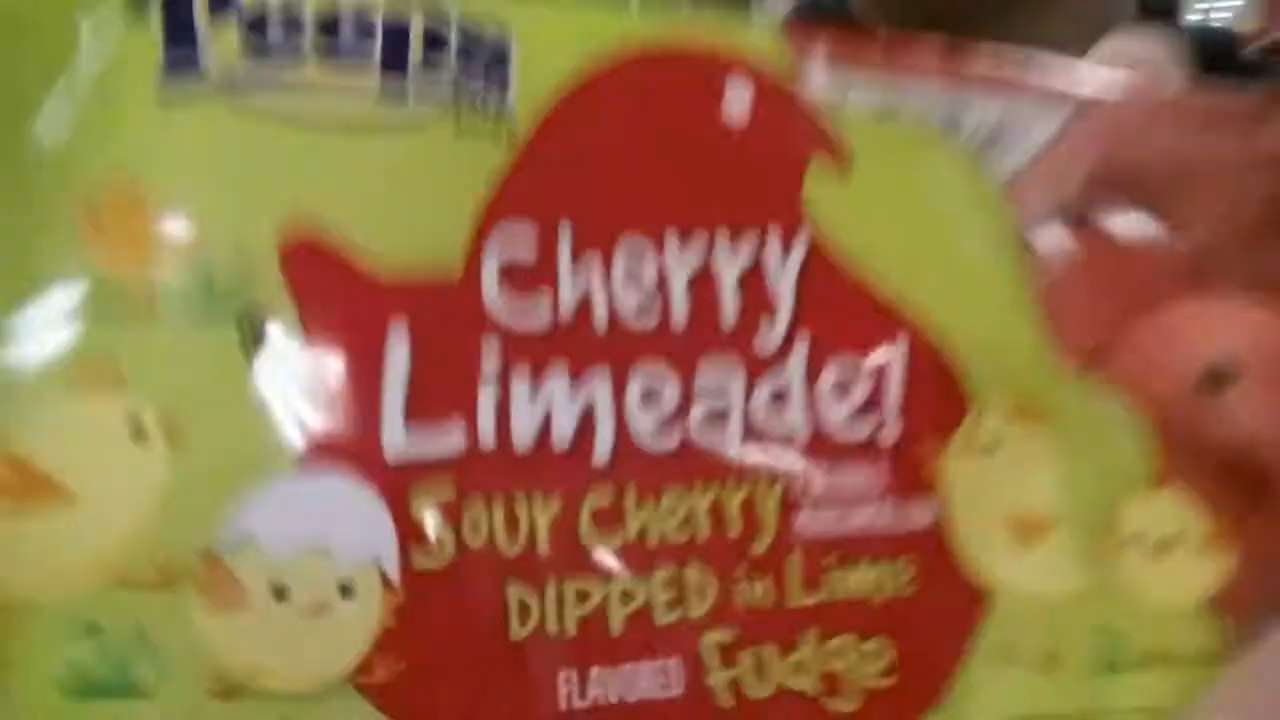 Cherry
Limeade!
Sour Cherry
DIPPED in Lime
FLAVORED Fudge